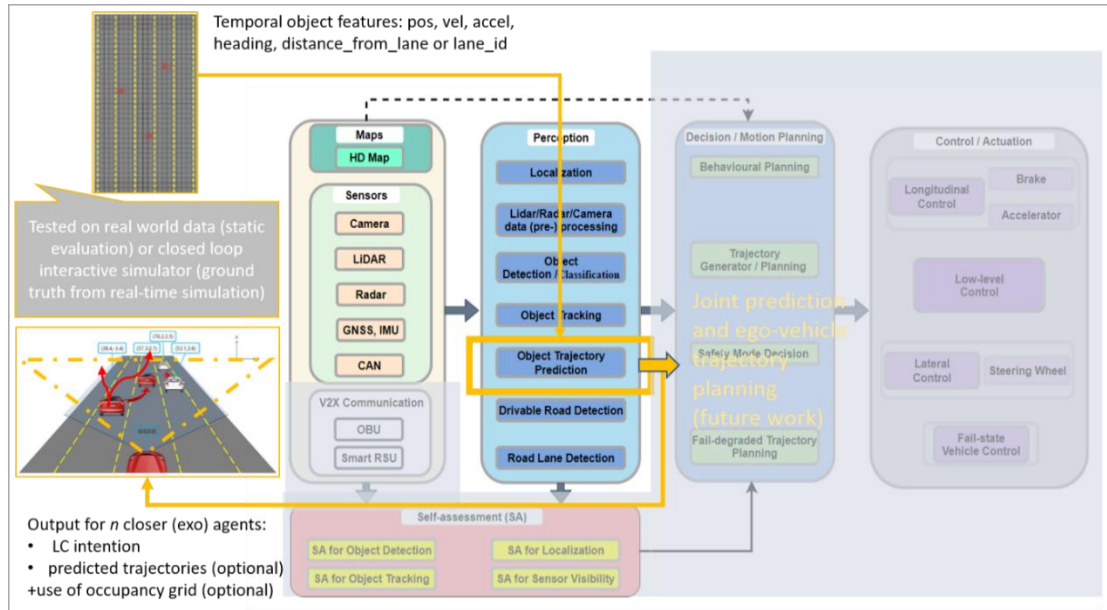 Temporal object features: pos, vel, accel,
heading, distance_from_lane or lane_id
Tested on real world data (static
evaluation) or closed loop
interactive simulator (ground
truth from real-time simulation)
Output for n closer (exo) agents:
• LC intention
• predicted trajectories (optional)
+use of occupancy grid (optional)
Maps
HD Map
Sensors
Camera
LiDAR
Radar
GNSS, IMU
CAN
V2X Communication
OBU
Smart RSU
Perception
Localization
Lidar/Radar/Camera
data (pre-) processing
Object
Detection / Classification
Object Tracking
Object Trajectory
Prediction
Drivable Road Detection
Road Lane Detection
Decision / Motion Planning
Behavioural Planning
Trajectory
Generator / Planning
Safely Mode Decision
Fail-degraded Trajectory
Planning
Joint prediction
and ego-vehicle
trajectory
planning
(future work)
Control / Actuation
Longitudinal
Control
Brake
Accelerator
Low-level
Control
Lateral
Control
Steering Wheel
Fail-state
Vehicle Control
Self-assessment (SA)
SA for Object Detection
SA for Localization
SA for Object Tracking
SA for Sensor Visibility